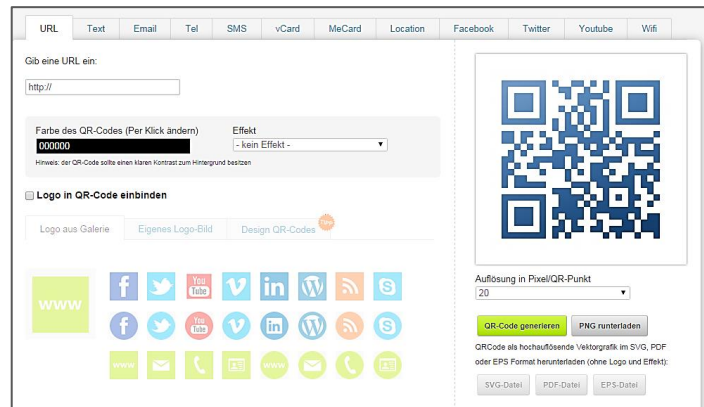 URL Text Email Tel SMS vCard MeCard Location Facebook Twitter Youtube Wifi
Gib eine URL ein:
http://
Farbe des QR-Codes (Per Klick ändern) Effekt
000000 - kein Effekt -
Hinweis: der QR-Code sollte einen klaren Kontrast zum Hintergrund besitzen
Logo in QR-Code einbinden
Logo aus Galerie Eigenes Logo-Bild Design QR-Codes
www
You Tube
in
You Tube
in
www www
Auflösung in Pixel/QR-Punkt
20
QR-Code generieren PNG runterladen
QRCode als hochauflösende Vektorgrafik im SVG, PDF
oder EPS Format herunterladen (ohne Logo und Effekt):
SVG-Datei PDF-Datei EPS-Datei